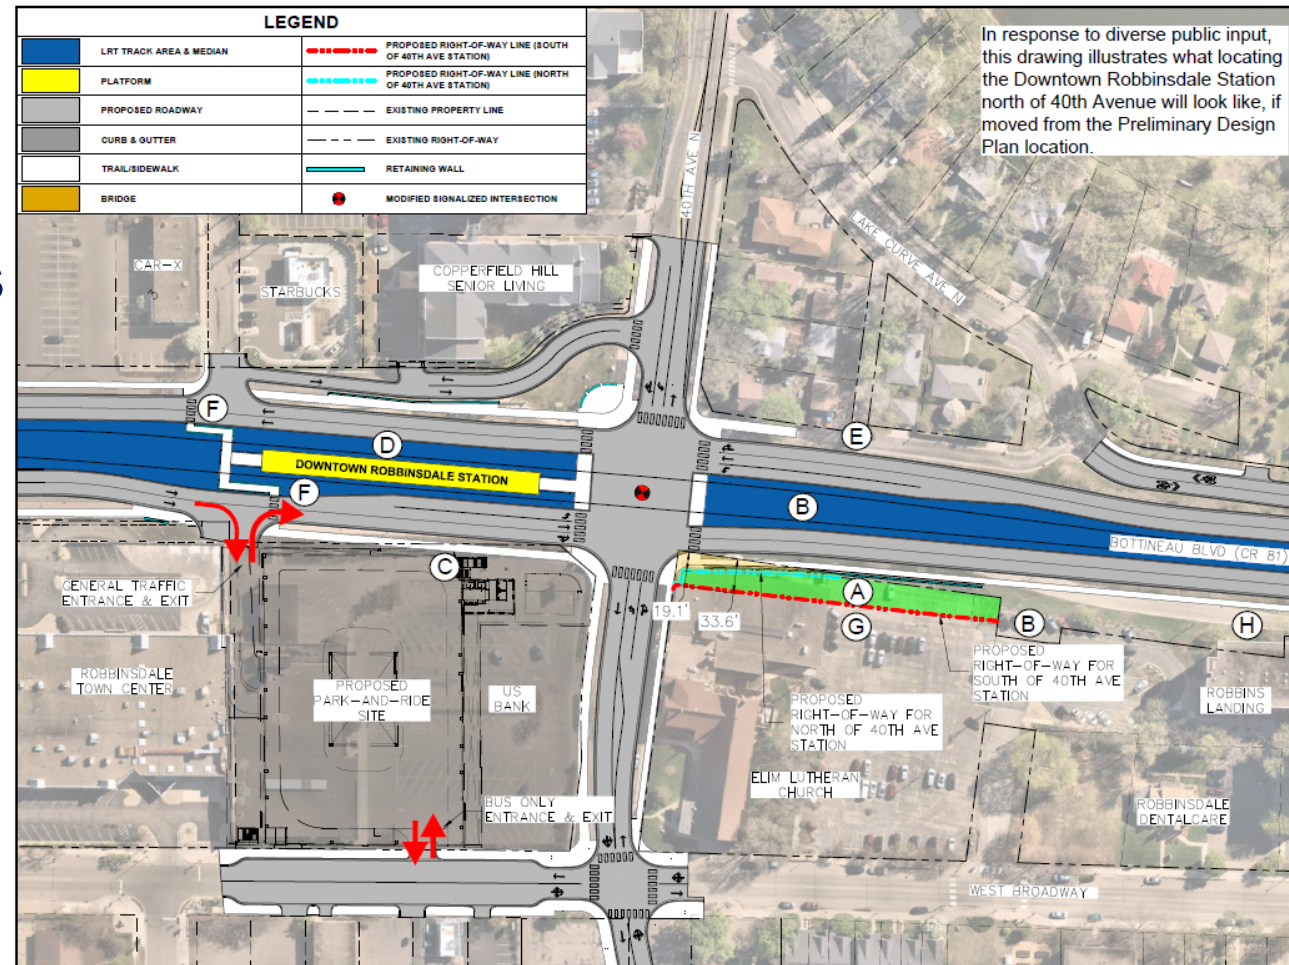 LEGEND
LRT TRACK AREA & MEDIAN
PROPOSED RIGHT-OF-WAY LINE (SOUTH
OF 40TH AVE STATION)
PLATFORM
PROPOSED RIGHT-OF-WAY LINE (NORTH
OF 40TH AVE STATION)
PROPOSED ROADWAY
EXISTING PROPERTY LINE
CURB & GUTTER
EXISTING RIGHT-OF-WAY
TRAIL/SIDEWALK
RETAINING WALL
BRIDGE
MODIFIED SIGNALIZED INTERSECTION
In response to diverse public input,
this drawing illustrates what locating
the Downtown Robbinsdale Station
north of 40th Avenue will look like, if
moved from the Preliminary Design
Plan location.
S
40TH AVE N
LAKE CURVE AVE N
CAR-X
STARBUCKS
COPPERFIELD HILL
SENIOR LIVING
F
D
E
DOWNTOWN ROBBINSDALE STATION
F
B
BOTTINEAU BLVD (CR 81)
C
GENERAL TRAFFIC
ENTRANCE & EXIT
A
19.1'
33.6'
G
B
H
PROPOSED
RIGHT-OF-WAY FOR
SOUTH OF 40TH AVE
STATION
ROBBINSDALE
TOWN CENTER
PROPOSED
PARK-AND-RIDE
SITE
US
BANK
PROPOSED
RIGHT-OF-WAY FOR
NORTH OF 40TH AVE
STATION
ROBBINS
LANDING
ELIM LUTHERAN
CHURCH
BUS ONLY
ENTRANCE & EXIT
ROBBINSDALE
DENTALCARE
WEST BROADWAY